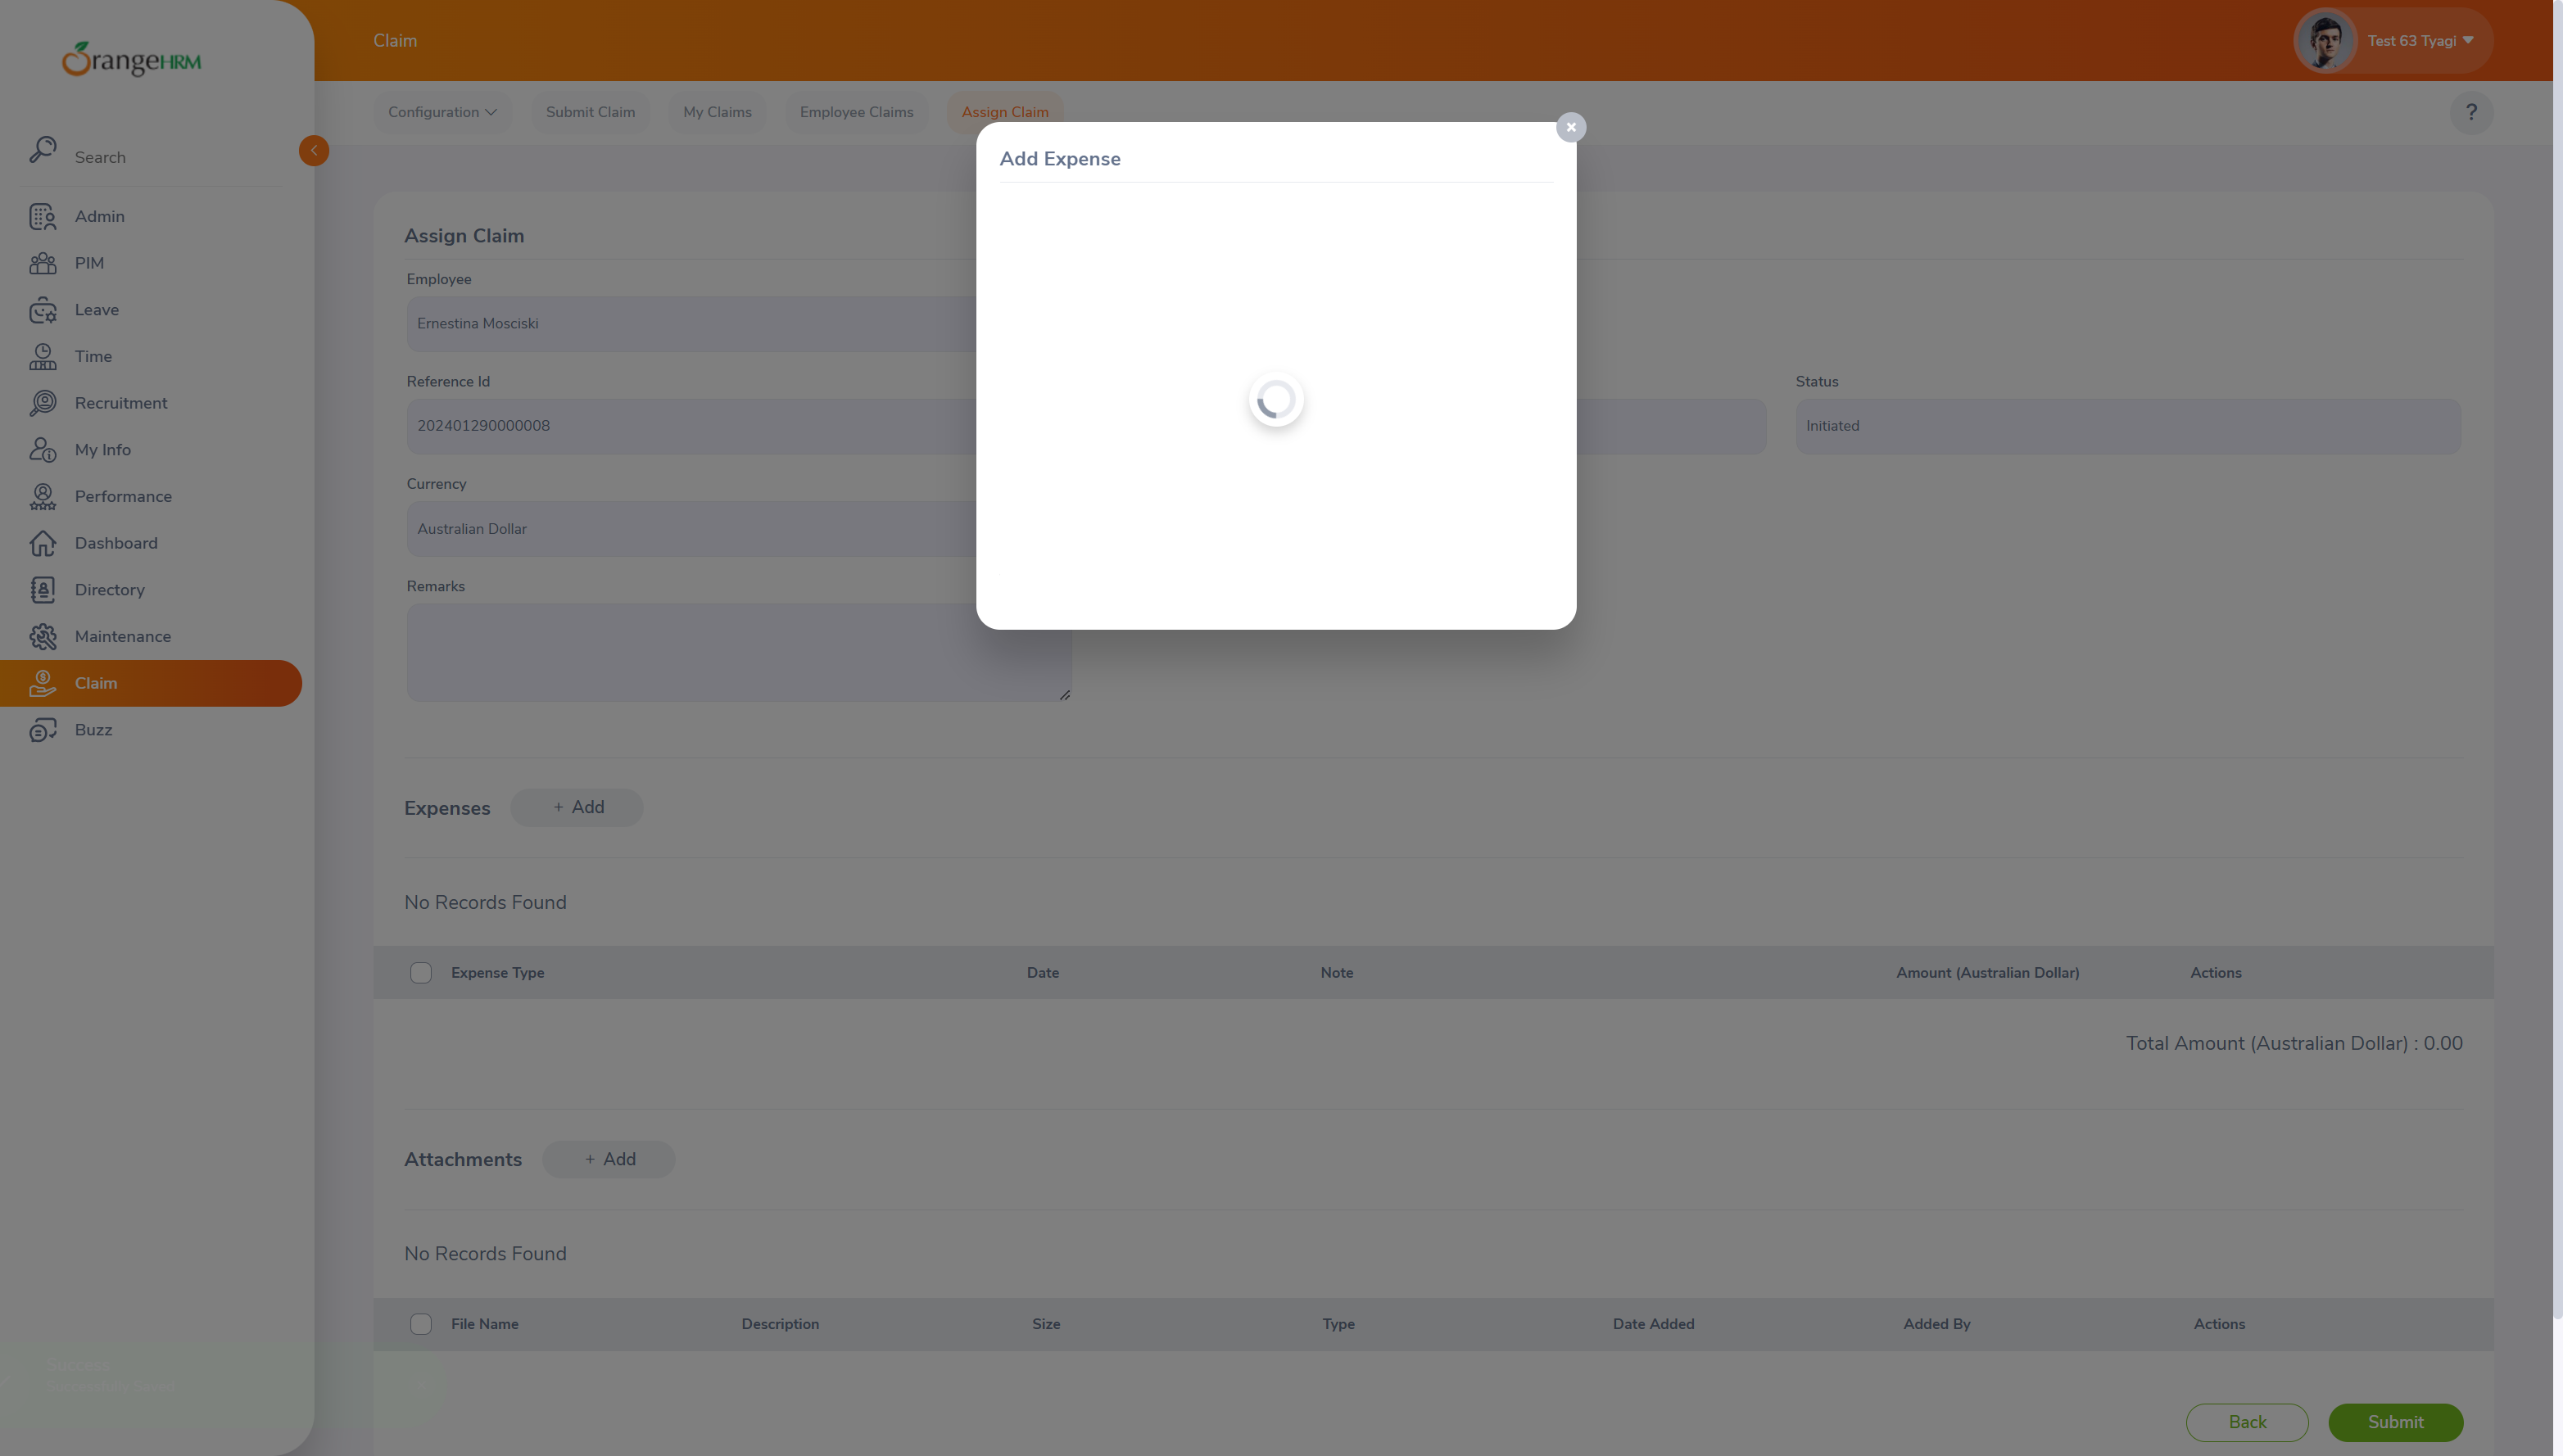 OrangeHRM
Search
Admin
PIM
Leave
Time
Recruitment
My Info
Performance
Dashboard
Directory
Maintenance
Claim
Buzz
Claim
Test 63 Tyagi
Configuration
Submit Claim
My Claims
Employee Claims
Assign Claim
?
Add Expense
Assign Claim
Employee
Ernestina Mosciski
Reference Id
202401290000008
Status
Initiated
Currency
Australian Dollar
Remarks
Expenses
+ Add
No Records Found
Expense Type Date Note Amount (Australian Dollar) Actions
Total Amount (Australian Dollar) : 0.00
Attachments
+ Add
No Records Found
File Name Description Size Type Date Added Added By Actions
Success
Successfully Saved
Back
Submit